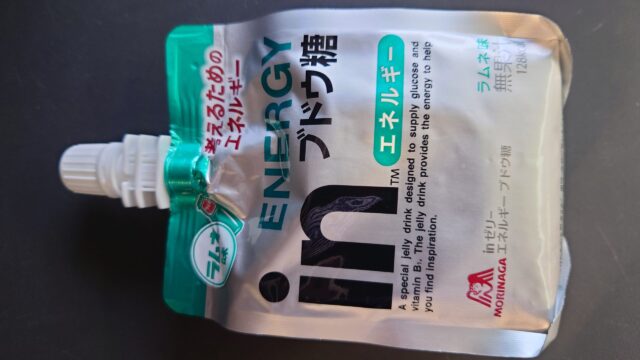 考えるための
エネルギー
ラムネ味
ENERGY
ブドウ糖
in™
エネルギー
A special jelly drink designed to supply glucose and
vitamin B₁. The jelly drink provides the energy to help
you find inspiration.
ラムネ味
無果汁
128kcal
MORINAGA
inゼリー
エネルギー ブドウ糖